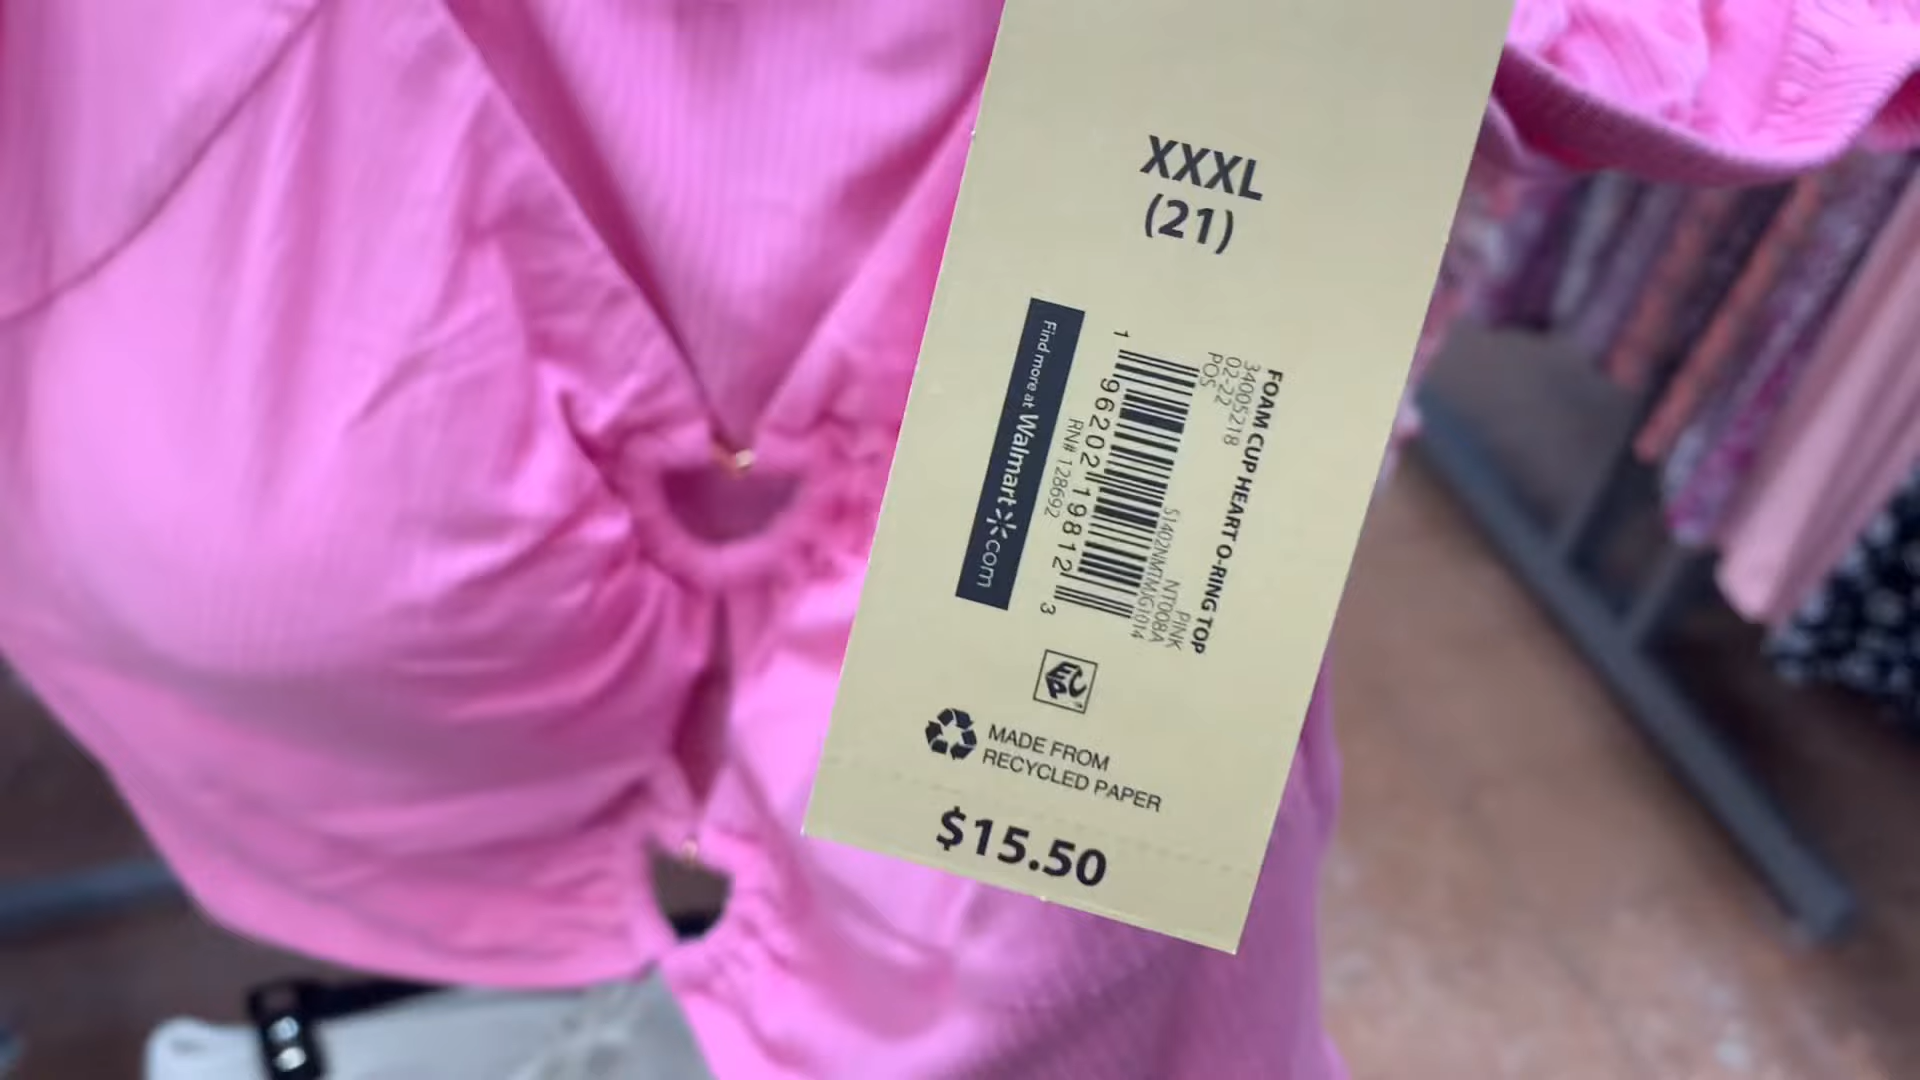 XXXL
(21)
FOAM CUP HEART O-RING TOP
34005218
02-22
POS
PINK
NT008A
S1402NMTMG1014
1 96202 19812 3
RN# 128692
Find more at Walmart.com
EPC
MADE FROM
RECYCLED PAPER
$15.50